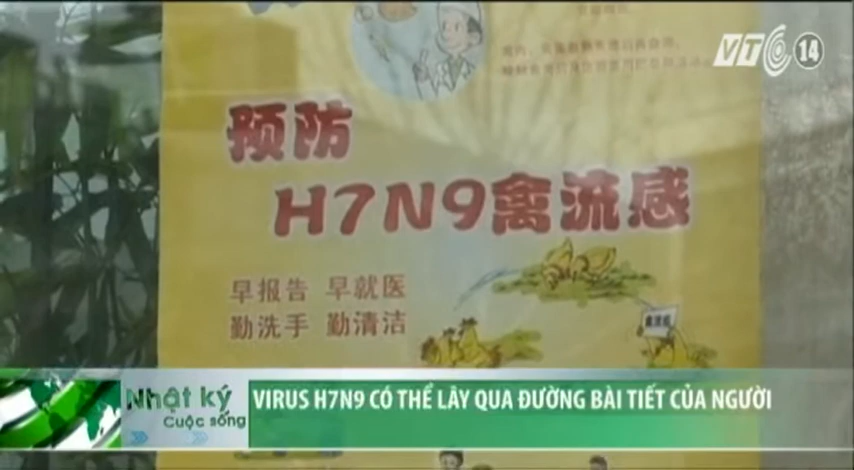 VTC 14
预防
H7N9禽流感
早报告 早就医
勤洗手 勤清洁
Nhật ký
Cuộc sống
VIRUS H7N9 CÓ THỂ LÂY QUA ĐƯỜNG BÀI TIẾT CỦA NGƯỜI